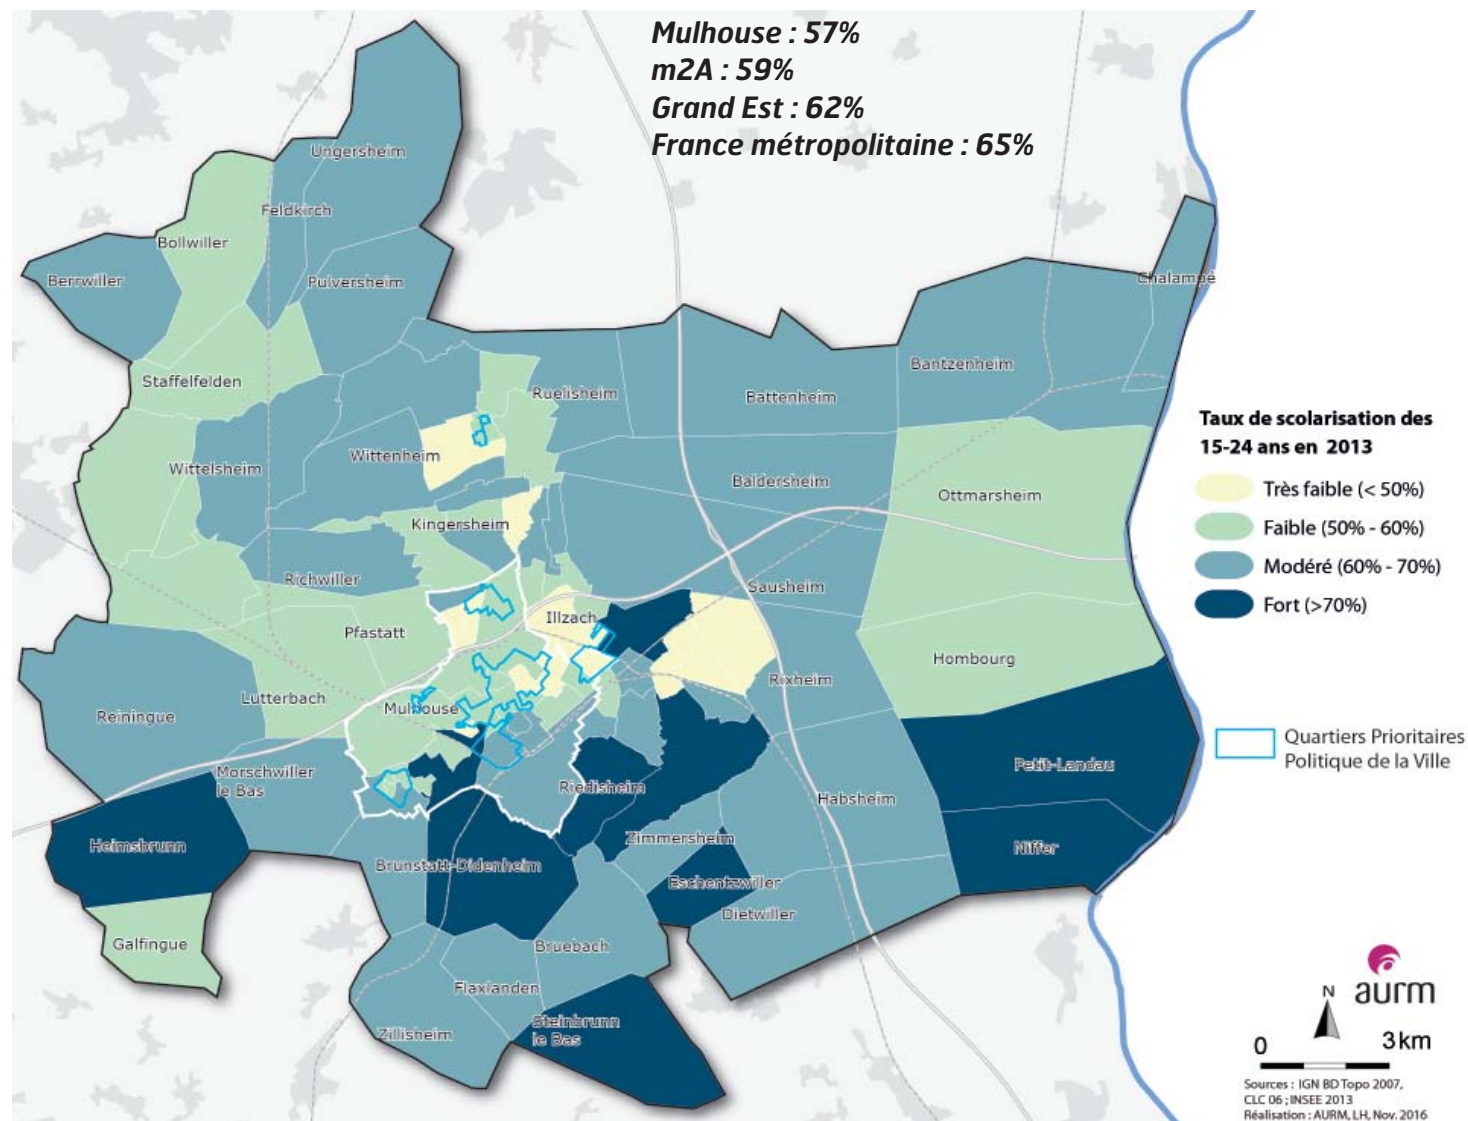 Mulhouse : 57%
m2A : 59%
Grand Est : 62%
France métropolitaine : 65%
Ungersheim
Feldkirch
Bollwiller
Berrwiller
Pulversheim
Chalampé
Staffelfelden
Ruelisheim
Battenheim
Bantzenheim
Wittelsheim
Wittenheim
Baldersheim
Ottmarsheim
Kingersheim
Richwiller
Sausheim
Illzach
Pfastatt
Hombourg
Rixheim
Lutterbach
Mulhouse
Reiningue
Morschwiller
le Bas
Riedisheim
Petit-Landau
Habsheim
Heimsbrunn
Zimmersheim
Niffer
Brunstatt-Didenheim
Eschentzwiller
Dietwiller
Galfingue
Bruebach
Flaxlanden
Zillisheim
Steinbrunn
le Bas
Taux de scolarisation des
15-24 ans en 2013
Très faible (< 50%)
Faible (50% - 60%)
Modéré (60% - 70%)
Fort (>70%)
Quartiers Prioritaires
Politique de la Ville
aurm
N
0 3 km
Sources : IGN BD Topo 2007,
CLC 06 ; INSEE 2013
Réalisation : AURM, LH, Nov. 2016